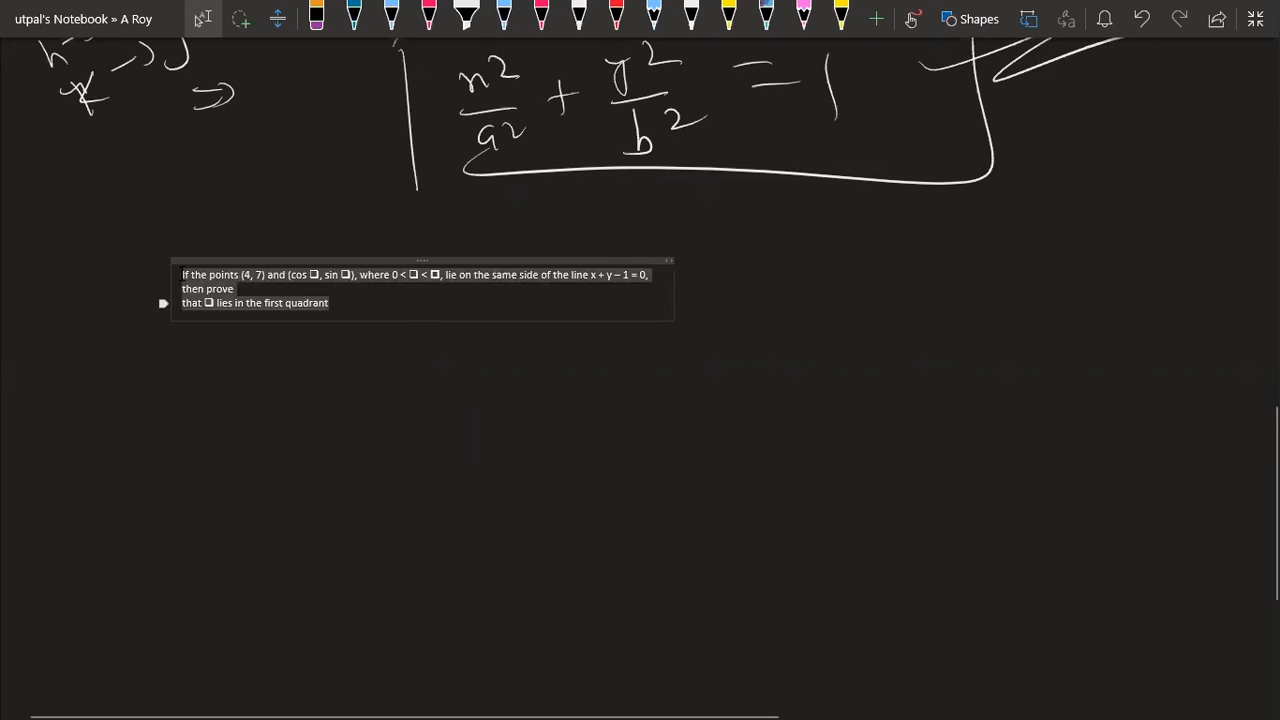 utpal's Notebook » A Roy
Shapes
x²/a² + y²/b² = 1
⇒
If the points (4, 7) and (cos ❑, sin ❑), where 0 < ❑ < ❑, lie on the same side of the line x + y – 1 = 0,
then prove
that ❑ lies in the first quadrant